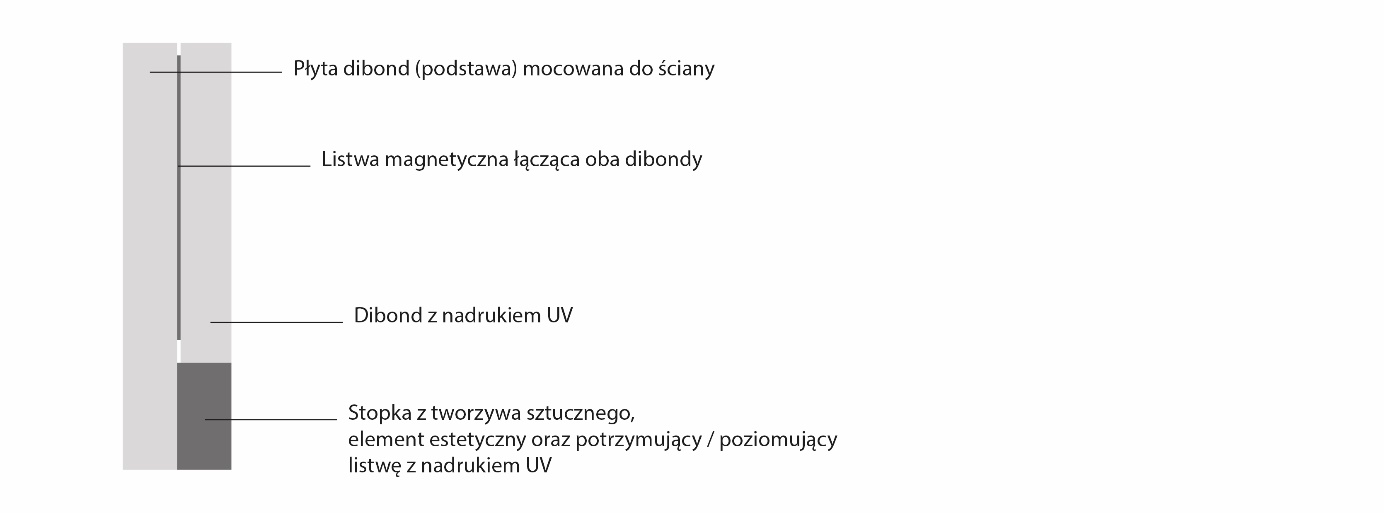 Płyta dibond (podstawa) mocowana do ściany
Listwa magnetyczna łącząca oba dibondy
Dibond z nadrukiem UV
Stopka z tworzywa sztucznego,
element estetyczny oraz potrzymujący / poziomujący
listwę z nadrukiem UV